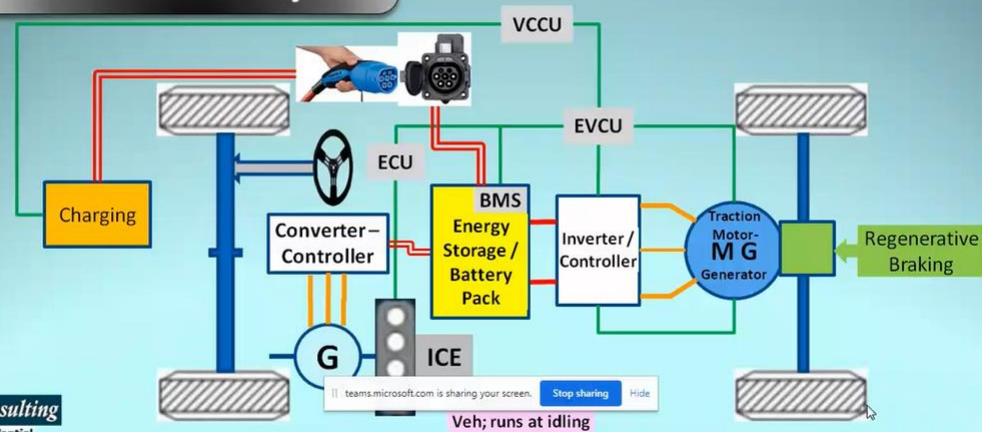 VCCU
EVCU
ECU
Charging
BMS
Energy
Storage /
Battery
Pack
Converter –
Controller
Inverter /
Controller
Traction
Motor-
M G
Generator
Regenerative
Braking
G
ICE
teams.microsoft.com is sharing your screen.
Stop sharing
Hide
sulting
Veh; runs at idling